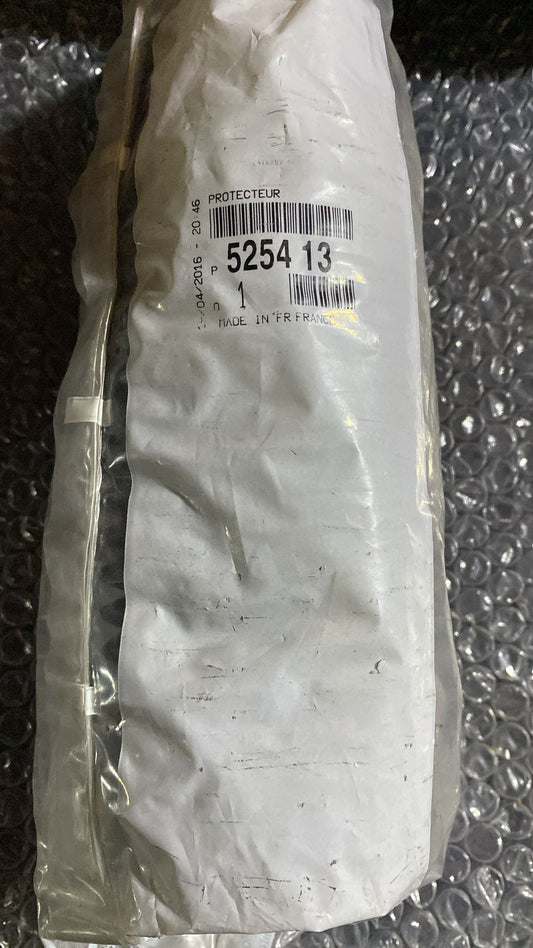 PROTECTEUR
P 5254 13
n 1
MADE IN FR FRANCE
/04/2016 - 20:46